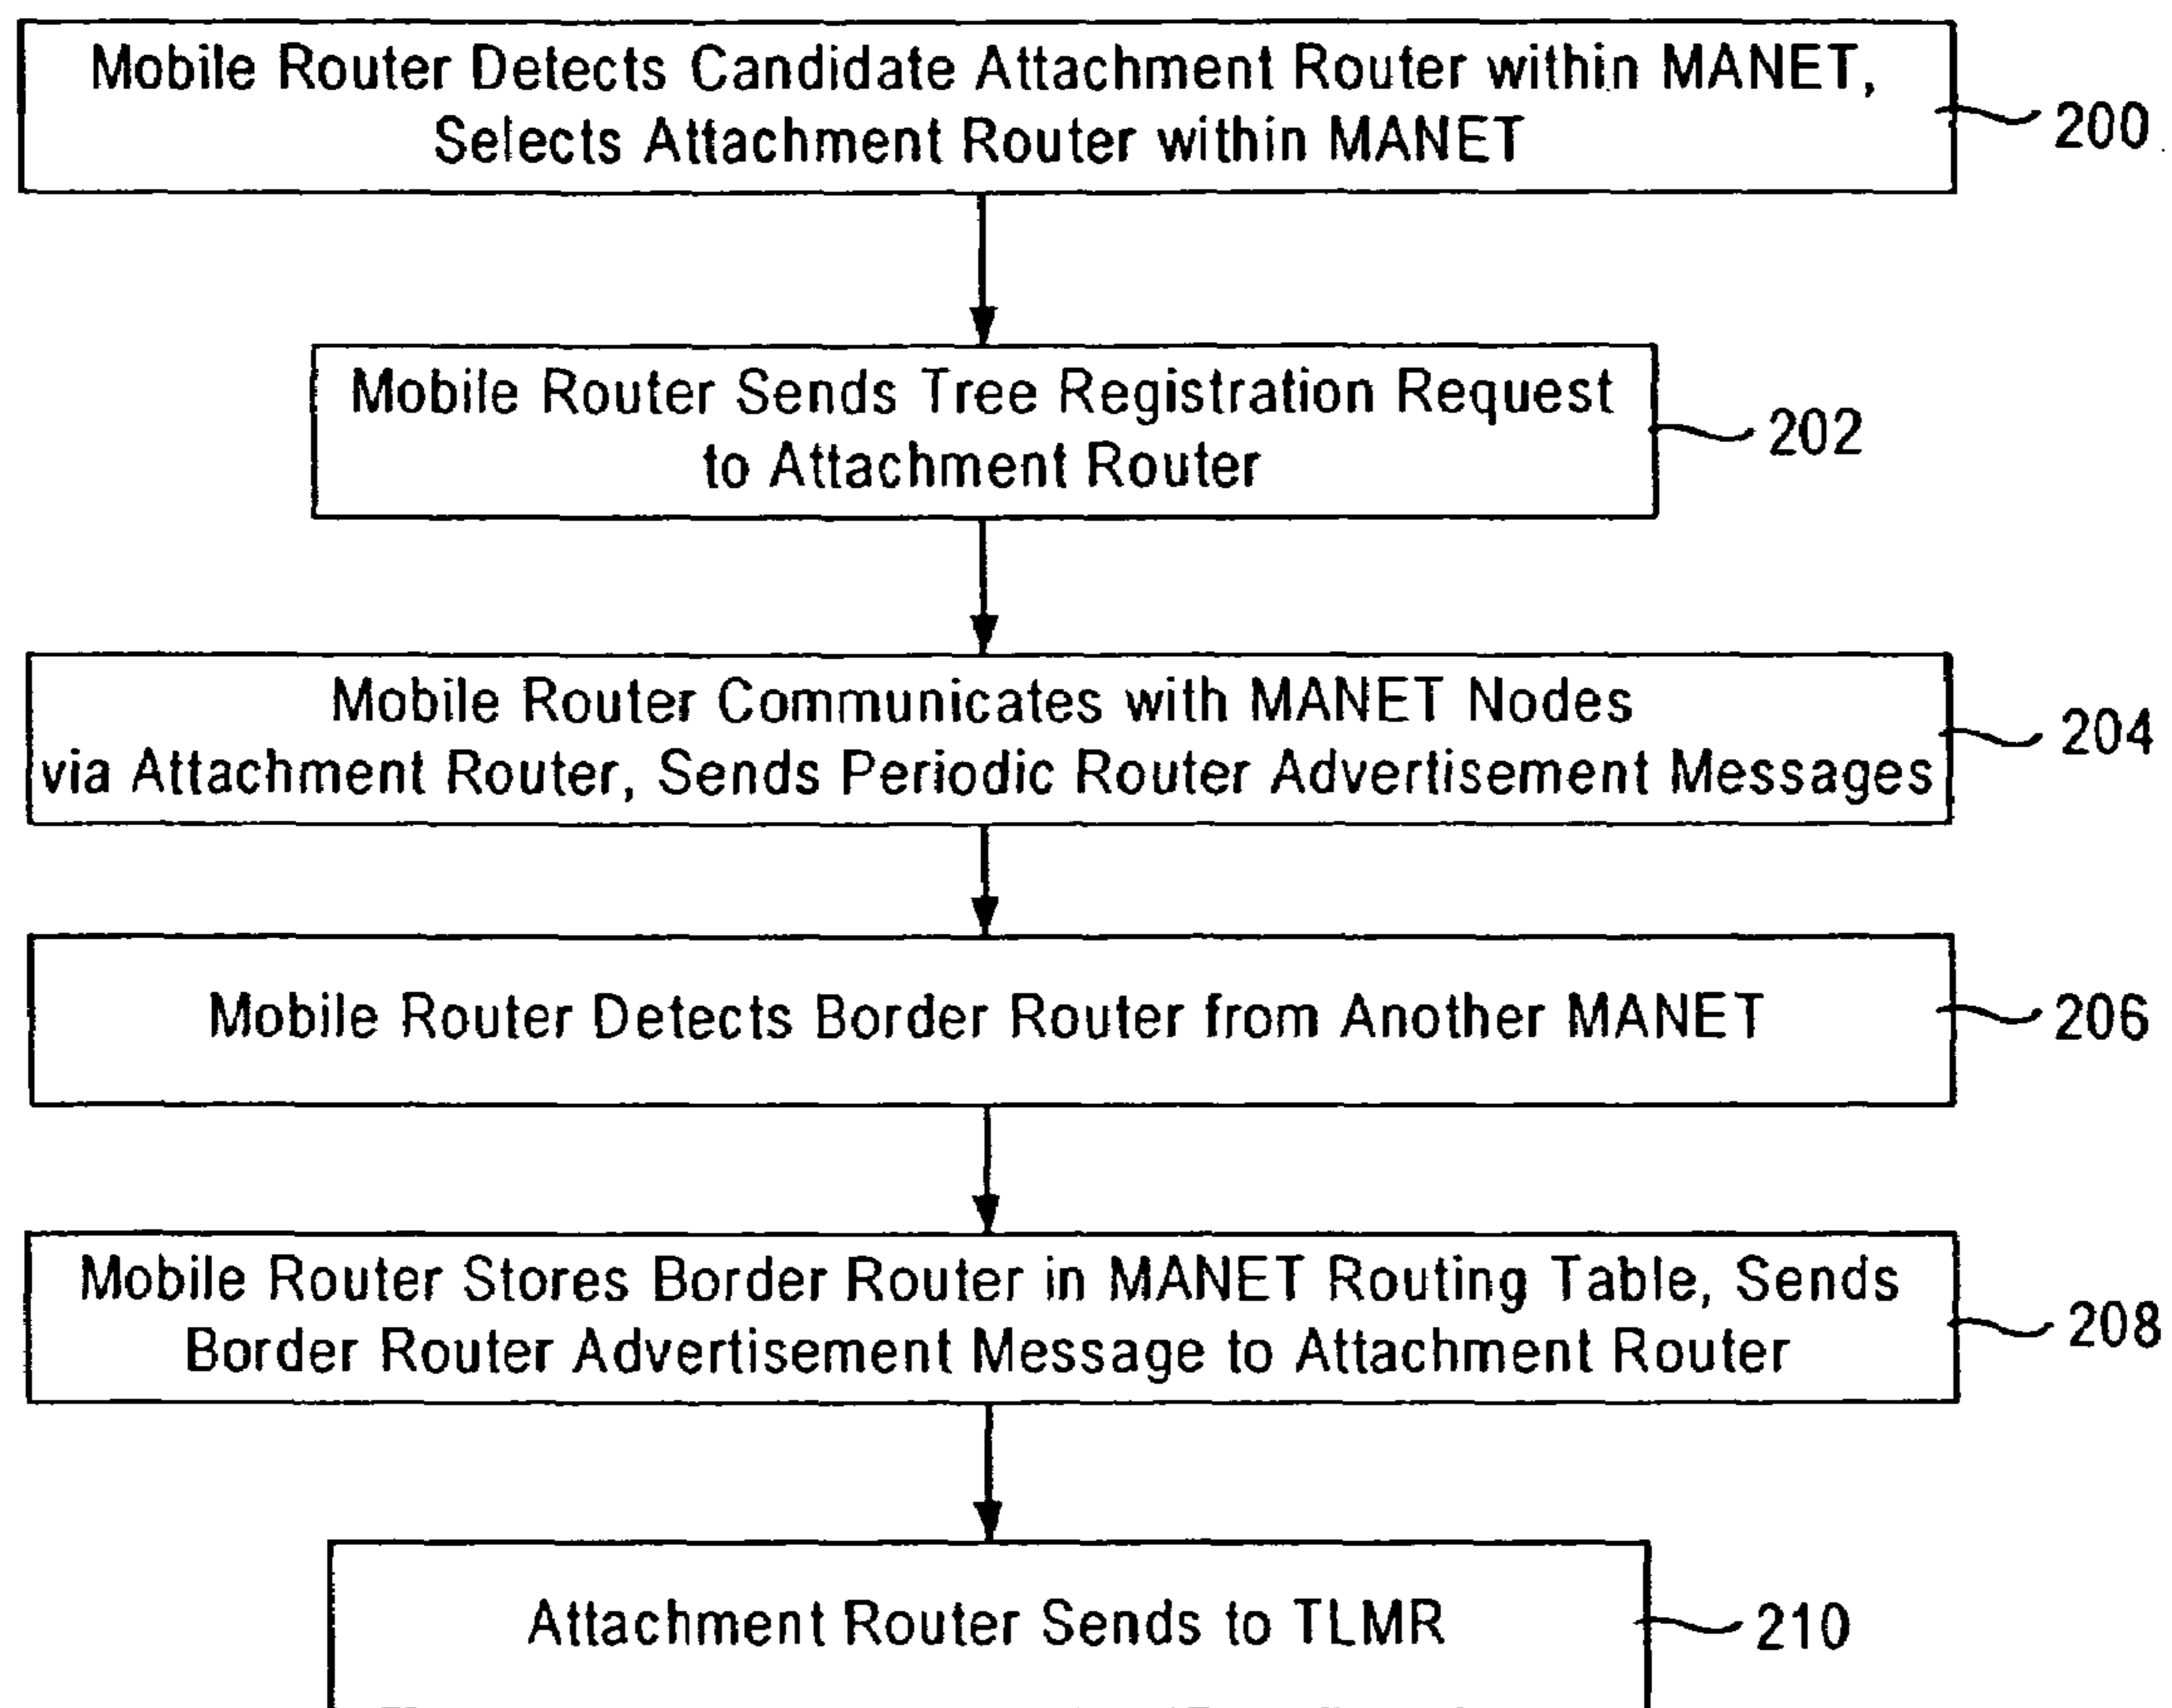 Mobile Router Detects Candidate Attachment Router within MANET,
Selects Attachment Router within MANET
200
Mobile Router Sends Tree Registration Request
to Attachment Router
202
Mobile Router Communicates with MANET Nodes
via Attachment Router, Sends Periodic Router Advertisement Messages
204
Mobile Router Detects Border Router from Another MANET
206
Mobile Router Stores Border Router in MANET Routing Table, Sends
Border Router Advertisement Message to Attachment Router
208
Attachment Router Sends to TLMR
210